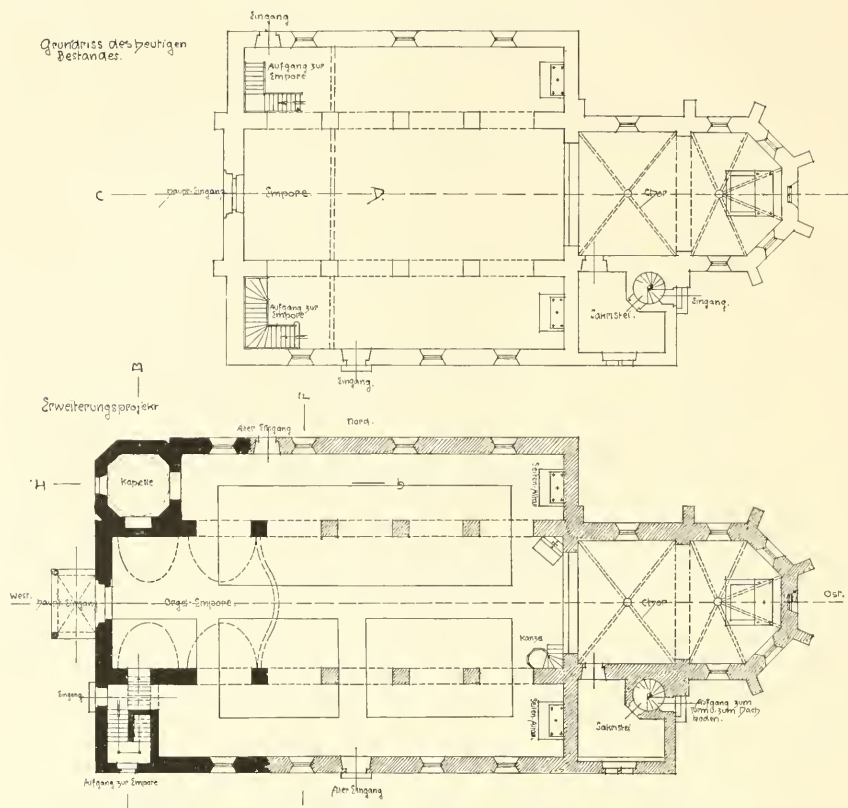 Eingang
Grundriss des heutigen
Bestandes.
Aufgang zur
Empore
C
Haupt-Eingang
Empore
Chor
Aufgang zur
Empore
Sakristei.
Eingang.
Eingang.
Erweiterungsprojekt
Nord.
Alter Eingang
Kapelle
Seiten-Altar
West.
Haupt-Eingang
Orgel-Empore
Chor
Ost.
Kanzel
Eingang
Seiten-Altar
Sakristei
Aufgang zum
Turm u. zum Dach
boden.
Aufgang zur Empore
Alter Eingang